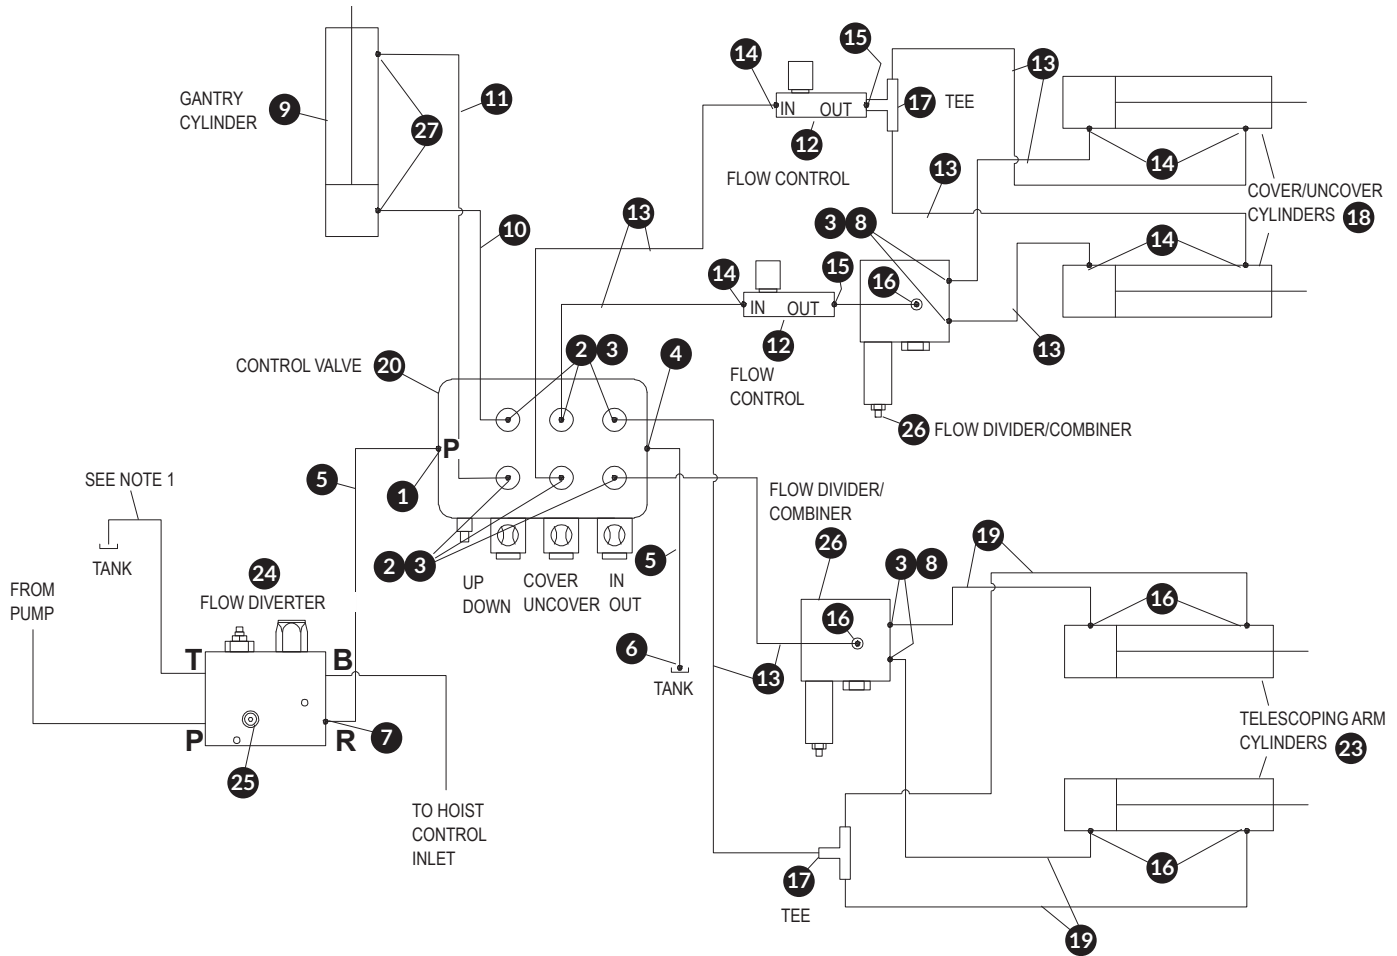 GANTRY
CYLINDER
9
11
27
10
14
IN OUT
12
FLOW CONTROL
15
17 TEE
13
13
13
14
COVER/UNCOVER
CYLINDERS 18
14
3 8
14
IN OUT
15
16
12
FLOW
CONTROL
13
26 FLOW DIVIDER/COMBINER
CONTROL VALVE 20
2 3
4
P
1
5
SEE NOTE 1
TANK
FROM
PUMP
24
FLOW DIVERTER
T
B
P
R
7
25
TO HOIST
CONTROL
INLET
2 3
UP
DOWN
COVER
UNCOVER
IN
OUT
5
6
TANK
13
FLOW DIVIDER/
COMBINER
26
3 8
16
19
16
TELESCOPING ARM
CYLINDERS 23
16
17
TEE
19